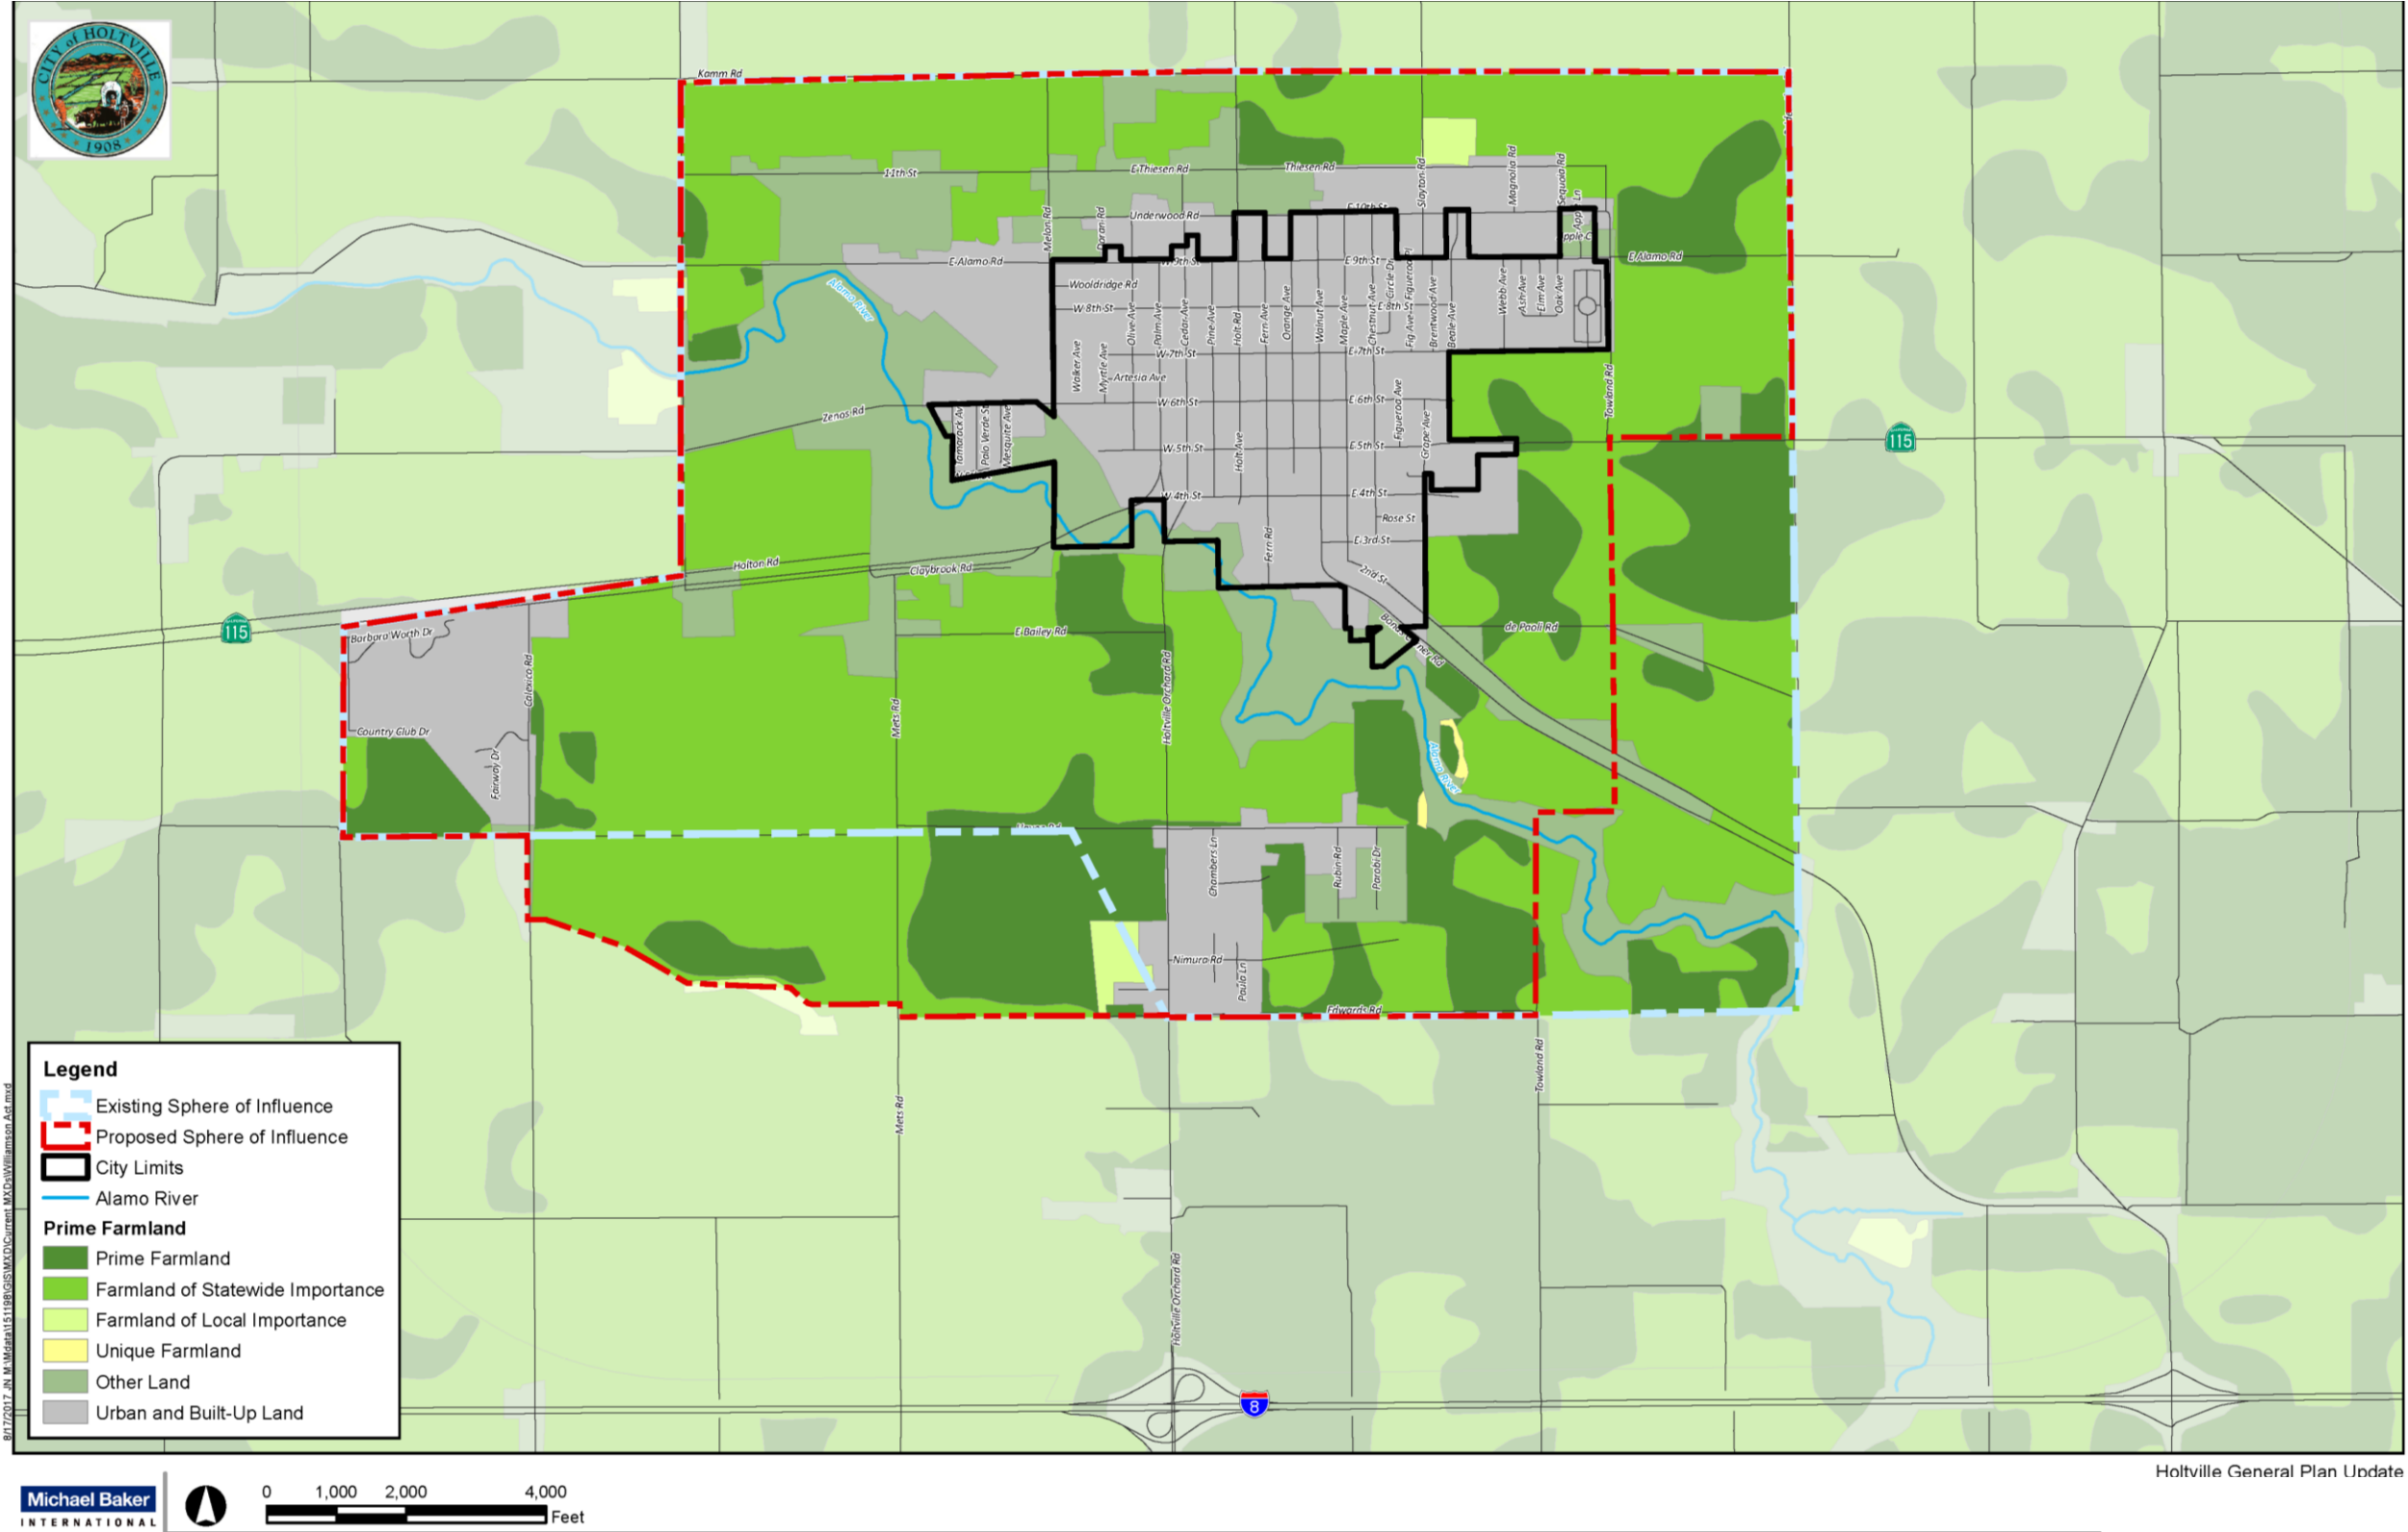 CITY of HOLTVILLE
1908
Kamm Rd
11th St
E Thiesen Rd
Thiesen Rd
Slayton Rd
Magnolia Rd
Sequoia Rd
Apple Ln
Melon Rd
Doran Rd
Underwood Rd
E 10th St
E Alamo Rd
W 9th St
E 9th St
E Alamo Rd
Alamo River
Wooldridge Rd
W 8th St
E 8th St
Olive Ave
Palm Ave
Cedar Ave
Pine Ave
Holt Rd
Fern Ave
Orange Ave
Walnut Ave
Maple Ave
Chestnut Ave
Circle Dr
Figueroa Pl
Fig Ave
Brentwood Ave
Beale Ave
Webb Ave
Ash Ave
Elm Ave
Oak Ave
Walker Ave
Myrtle Ave
W 7th St
E 7th St
Artesia Ave
Towland Rd
Zenos Rd
W 6th St
E 6th St
Figueroa Ave
Grape Ave
Tamarack Av
Palo Verde St
Mesquite Ave
W 5th St
Holt Ave
E 5th St
115
W 4th St
E 4th St
Rose St
E 3rd St
Fern Rd
2nd St
Holton Rd
Claybrook Rd
115
Barbara Worth Dr
E Bailey Rd
de Paoli Rd
Calexico Rd
Mets Rd
Holtville Orchard Rd
Country Club Dr
Fairway Dr
Alamo River
Chambers Ln
Rubin Rd
Parobi Dr
Nimura Rd
Paula Ln
Edwards Rd
Towland Rd
Mets Rd
Holtville Orchard Rd
8
Legend
Existing Sphere of Influence
Proposed Sphere of Influence
City Limits
Alamo River
Prime Farmland
Prime Farmland
Farmland of Statewide Importance
Farmland of Local Importance
Unique Farmland
Other Land
Urban and Built-Up Land
Holtville General Plan Update
Michael Baker
INTERNATIONAL
0 1,000 2,000 4,000
Feet